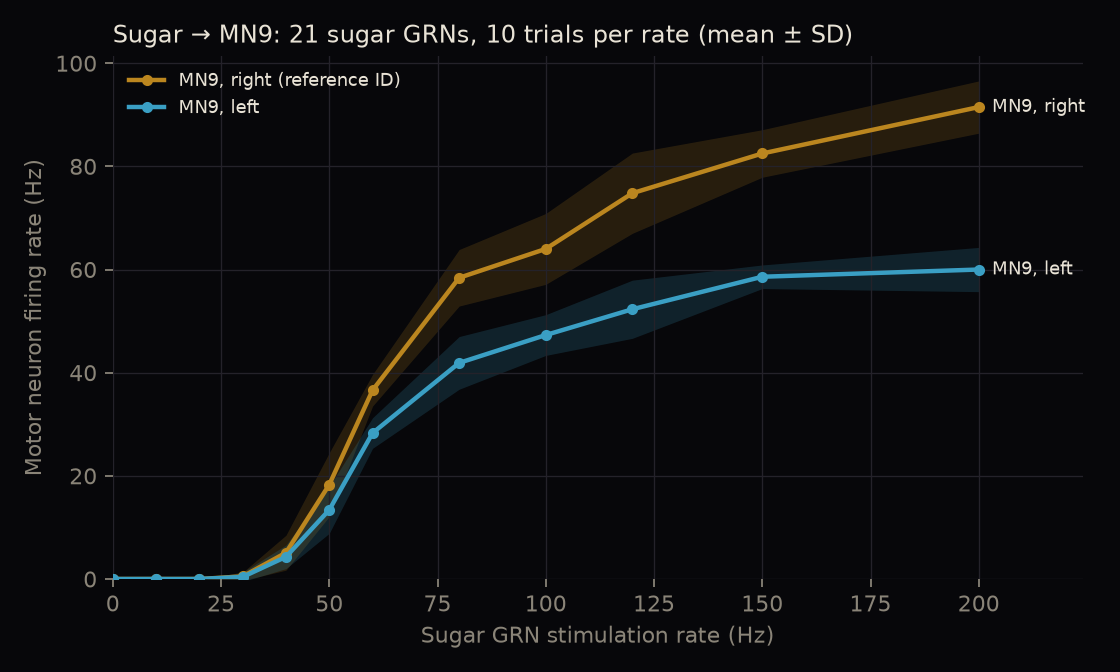 Sugar → MN9: 21 sugar GRNs, 10 trials per rate (mean ± SD)
MN9, right (reference ID)
MN9, left
MN9, right
MN9, left
Motor neuron firing rate (Hz)
100
80
60
40
20
0
0 25 50 75 100 125 150 175 200
Sugar GRN stimulation rate (Hz)